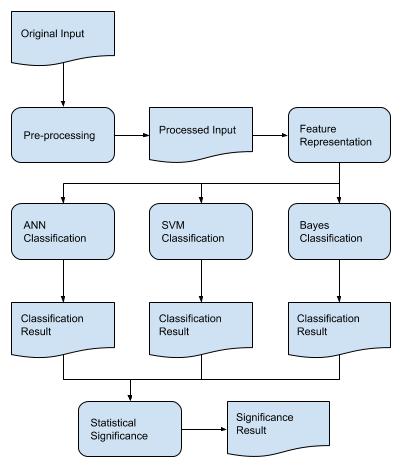 Original Input
Pre-processing
Processed Input
Feature
Representation
ANN
Classification
SVM
Classification
Bayes
Classification
Classification
Result
Classification
Result
Classification
Result
Statistical
Significance
Significance
Result